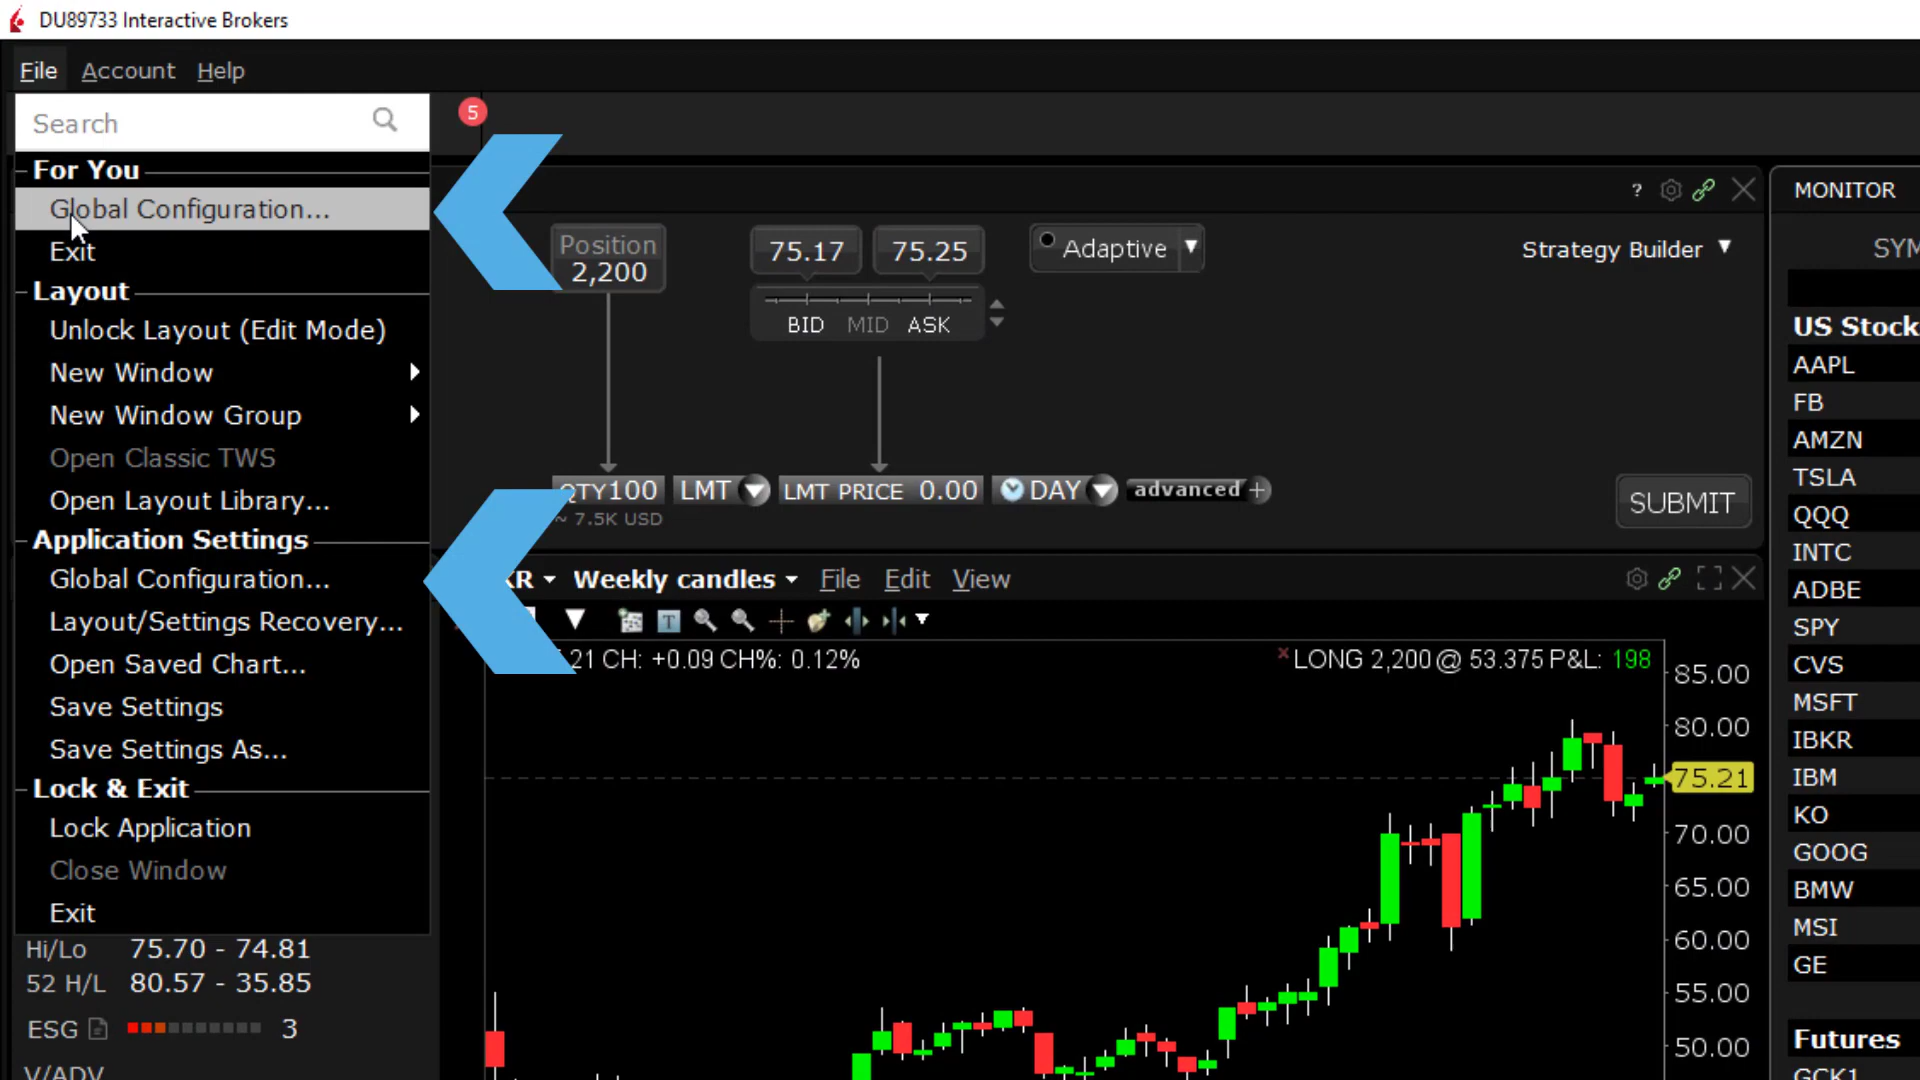 DU89733 Interactive Brokers
File Account Help
Search
5
For You
Global Configuration...
Exit
Layout
Unlock Layout (Edit Mode)
New Window
New Window Group
Open Classic TWS
Open Layout Library...
Application Settings
Global Configuration...
Layout/Settings Recovery...
Open Saved Chart...
Save Settings
Save Settings As...
Lock & Exit
Lock Application
Close Window
Exit
Hi/Lo 75.70 - 74.81
52 H/L 80.57 - 35.85
ESG 3
V/ADV
?
Position
2,200
75.17 75.25
Adaptive
Strategy Builder
BID MID ASK
QTY 100 LMT LMT PRICE 0.00 DAY advanced +
~ 7.5K USD
SUBMIT
KR Weekly candles File Edit View
T
21 CH: +0.09 CH%: 0.12%
LONG 2,200 @ 53.375 P&L: 198
85.00
80.00
75.21
70.00
65.00
60.00
55.00
50.00
MONITOR
SYM
US Stock
AAPL
FB
AMZN
TSLA
QQQ
INTC
ADBE
SPY
CVS
MSFT
IBKR
IBM
KO
GOOG
BMW
MSI
GE
Futures